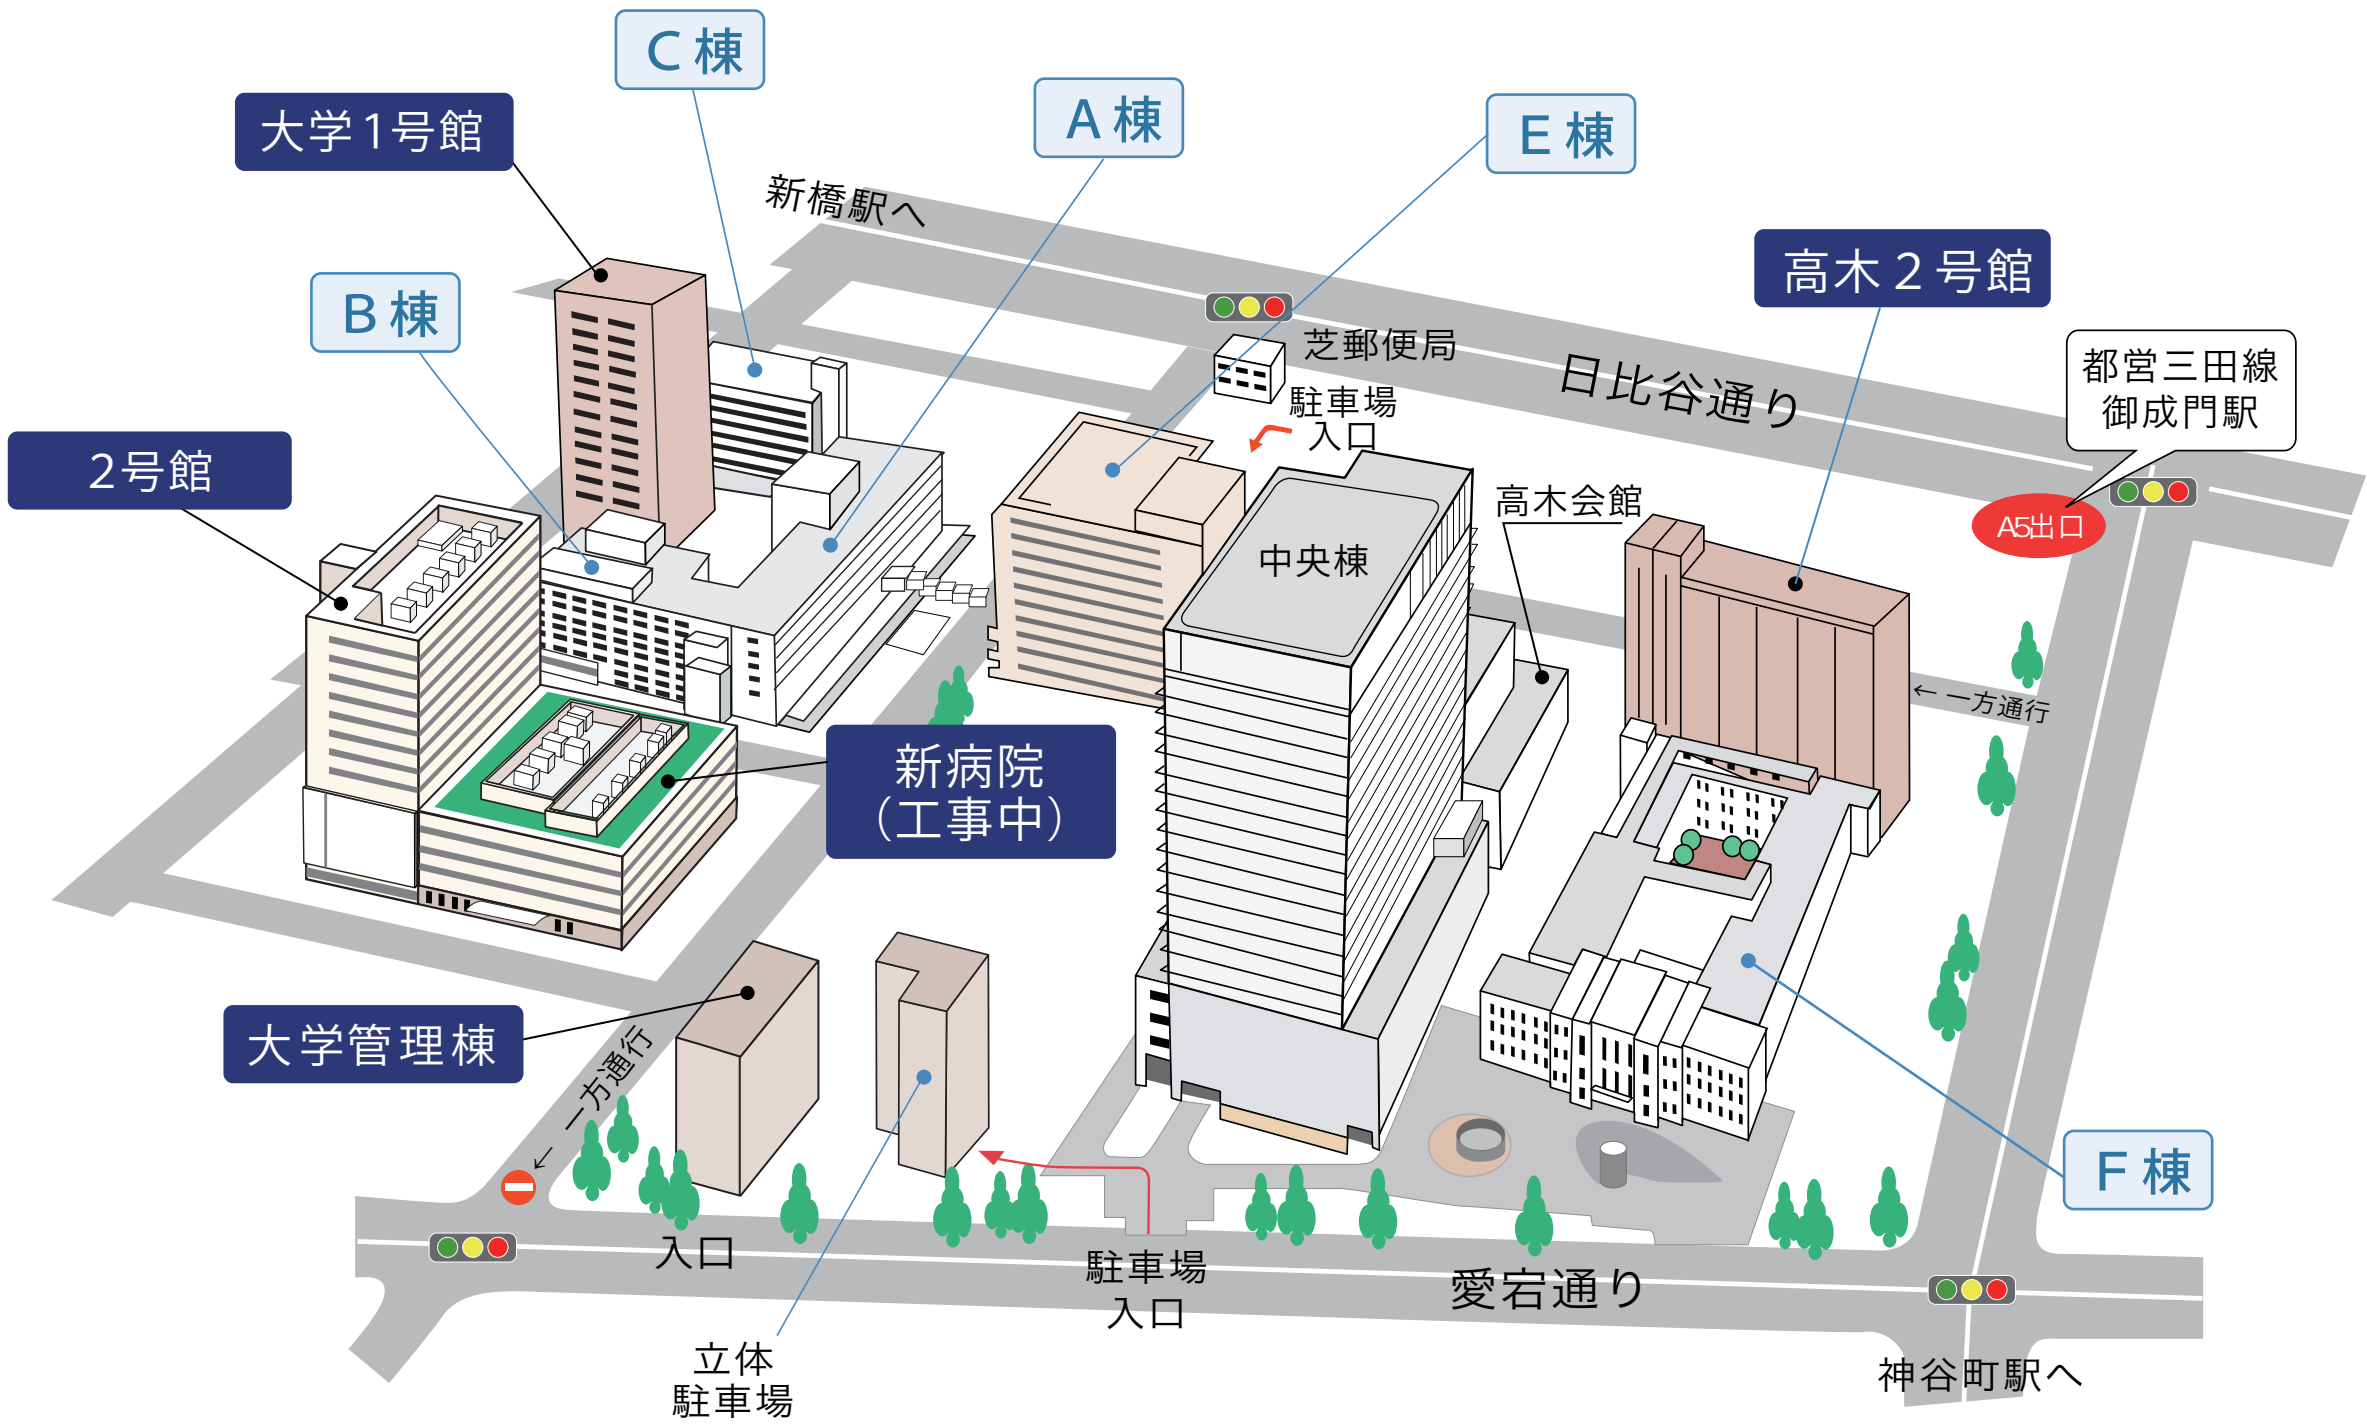 C棟
大学1号館
A棟
E棟
新橋駅へ
高木2号館
B棟
芝郵便局
日比谷通り
都営三田線
御成門駅
駐車場
入口
2号館
高木会館
A5出口
中央棟
←一方通行
新病院
(工事中)
大学管理棟
←一方通行
F棟
入口
駐車場
入口
愛宕通り
立体
駐車場
神谷町駅へ